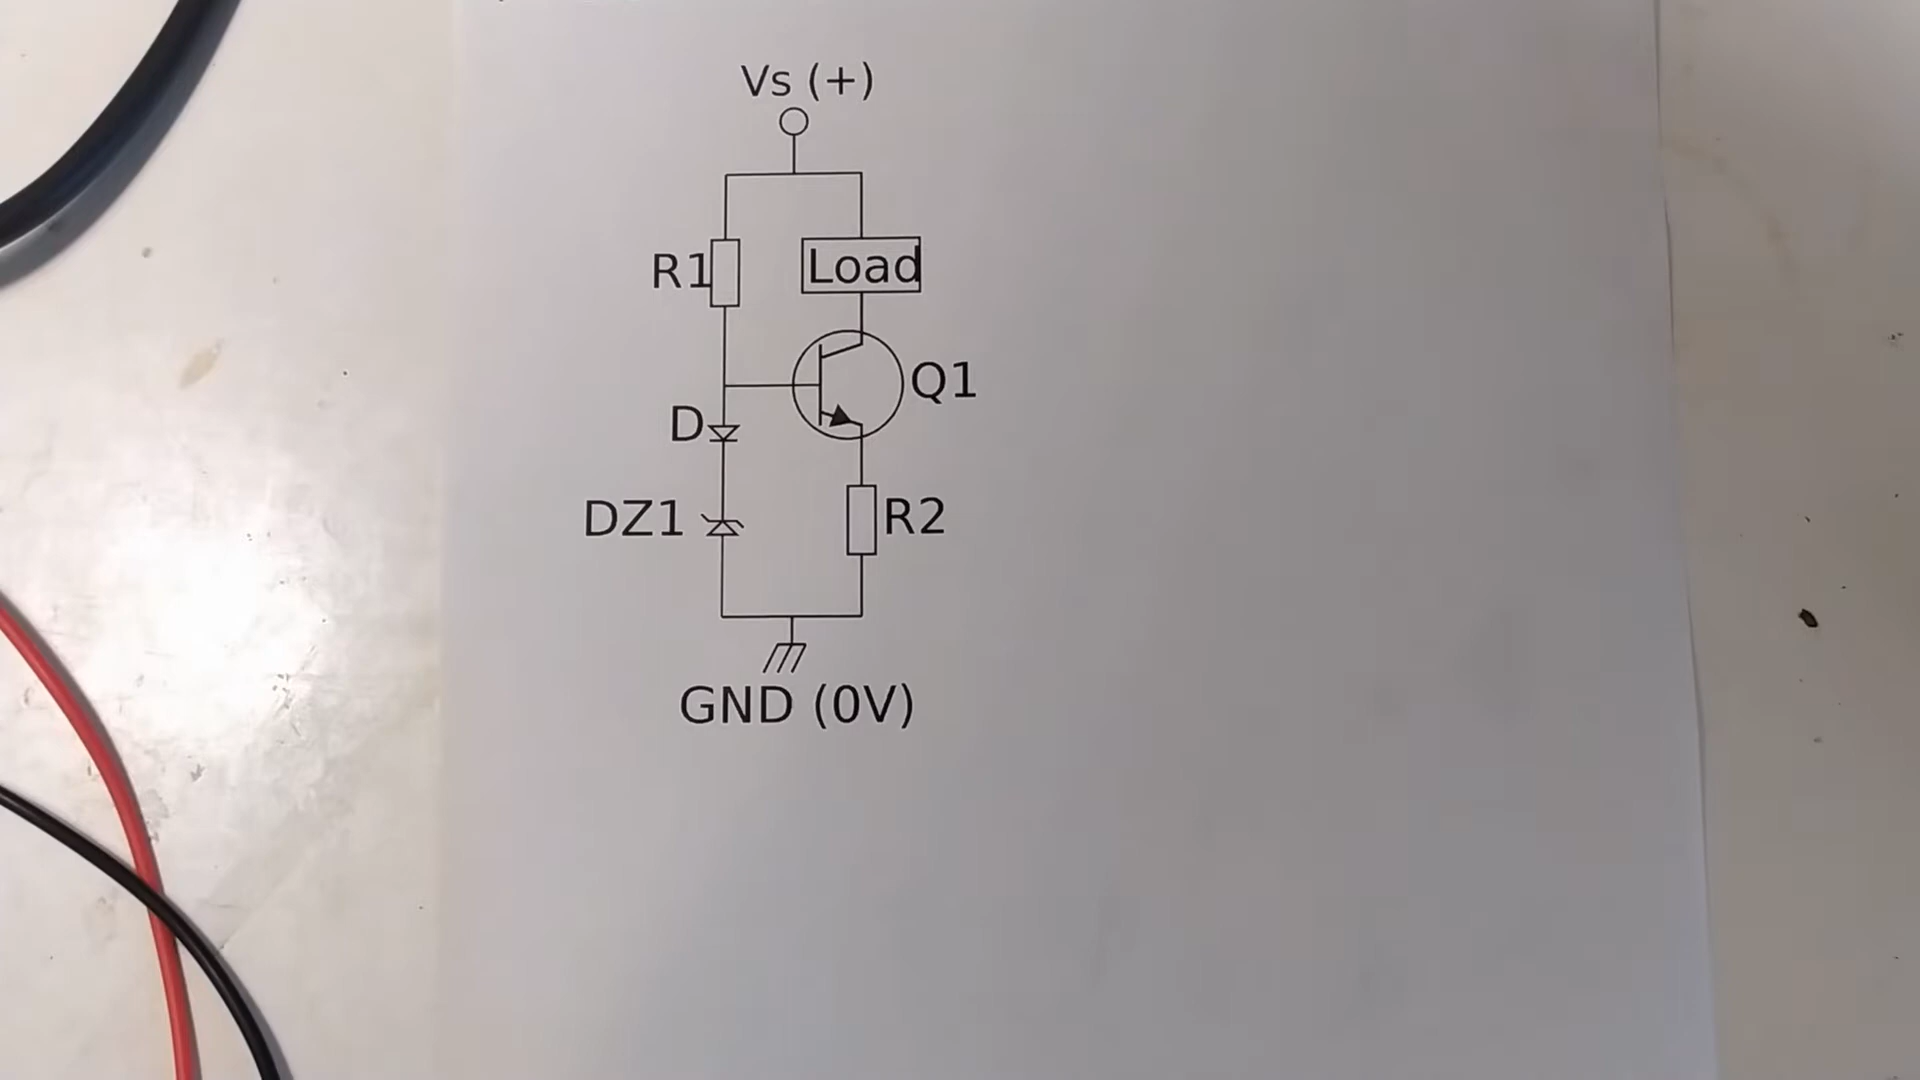 Vs (+)
R1
Load
Q1
D
DZ1
R2
GND (0V)